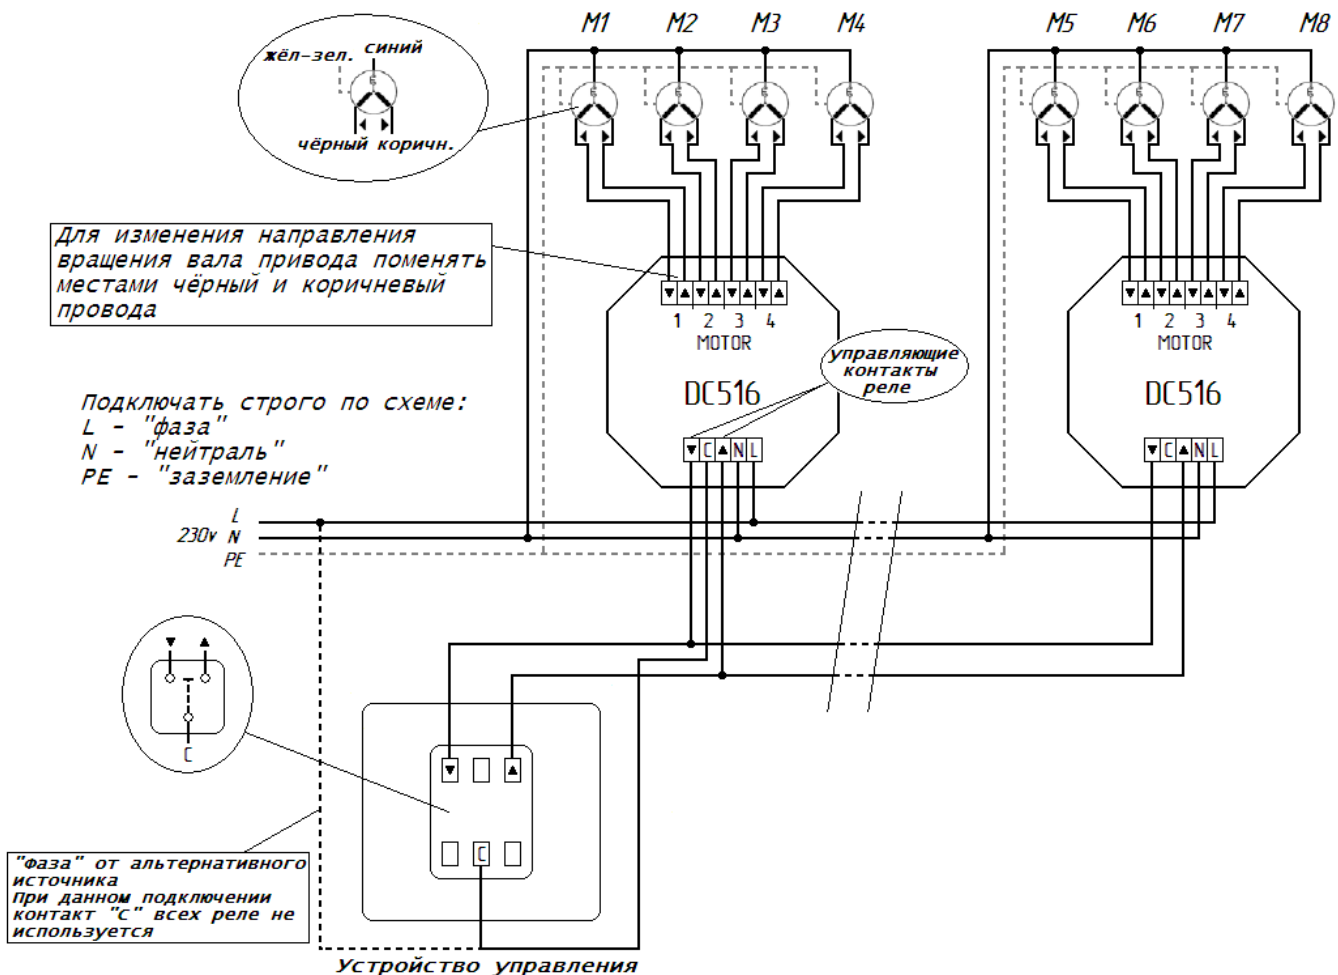 M1 M2 M3 M4 M5 M6 M7 M8
жёл-зел. синий
чёрный коричн.
Для изменения направления
вращения вала привода поменять
местами чёрный и коричневый
провода
1 2 3 4
MOTOR
DC516
1 2 3 4
MOTOR
DC516
управляющие
контакты
реле
Подключать строго по схеме:
L - "фаза"
N - "нейтраль"
PE - "заземление"
▼ C ▲ N L
▼ C ▲ N L
L
230v N
PE
C
C
"Фаза" от альтернативного
источника
При данном подключении
контакт "С" всех реле не
используется
Устройство управления